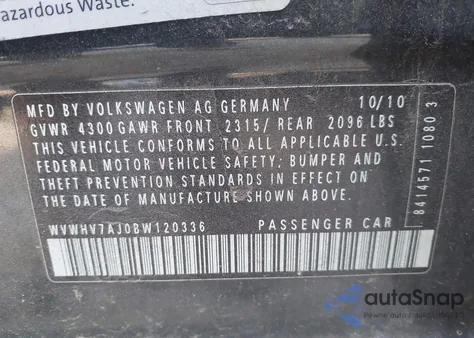 Hazardous Waste.
MFD BY VOLKSWAGEN AG GERMANY 10/10
GVWR 4300 GAWR FRONT 2315/ REAR 2096 LBS
THIS VEHICLE CONFORMS TO ALL APPLICABLE U.S.
FEDERAL MOTOR VEHICLE SAFETY; BUMPER AND
THEFT PREVENTION STANDARDS IN EFFECT ON
THE DATE OF MANUFACTURE SHOWN ABOVE.
WVWHV7AJ0BW120336 PASSENGER CAR
84114571 1080 3
autoSnap